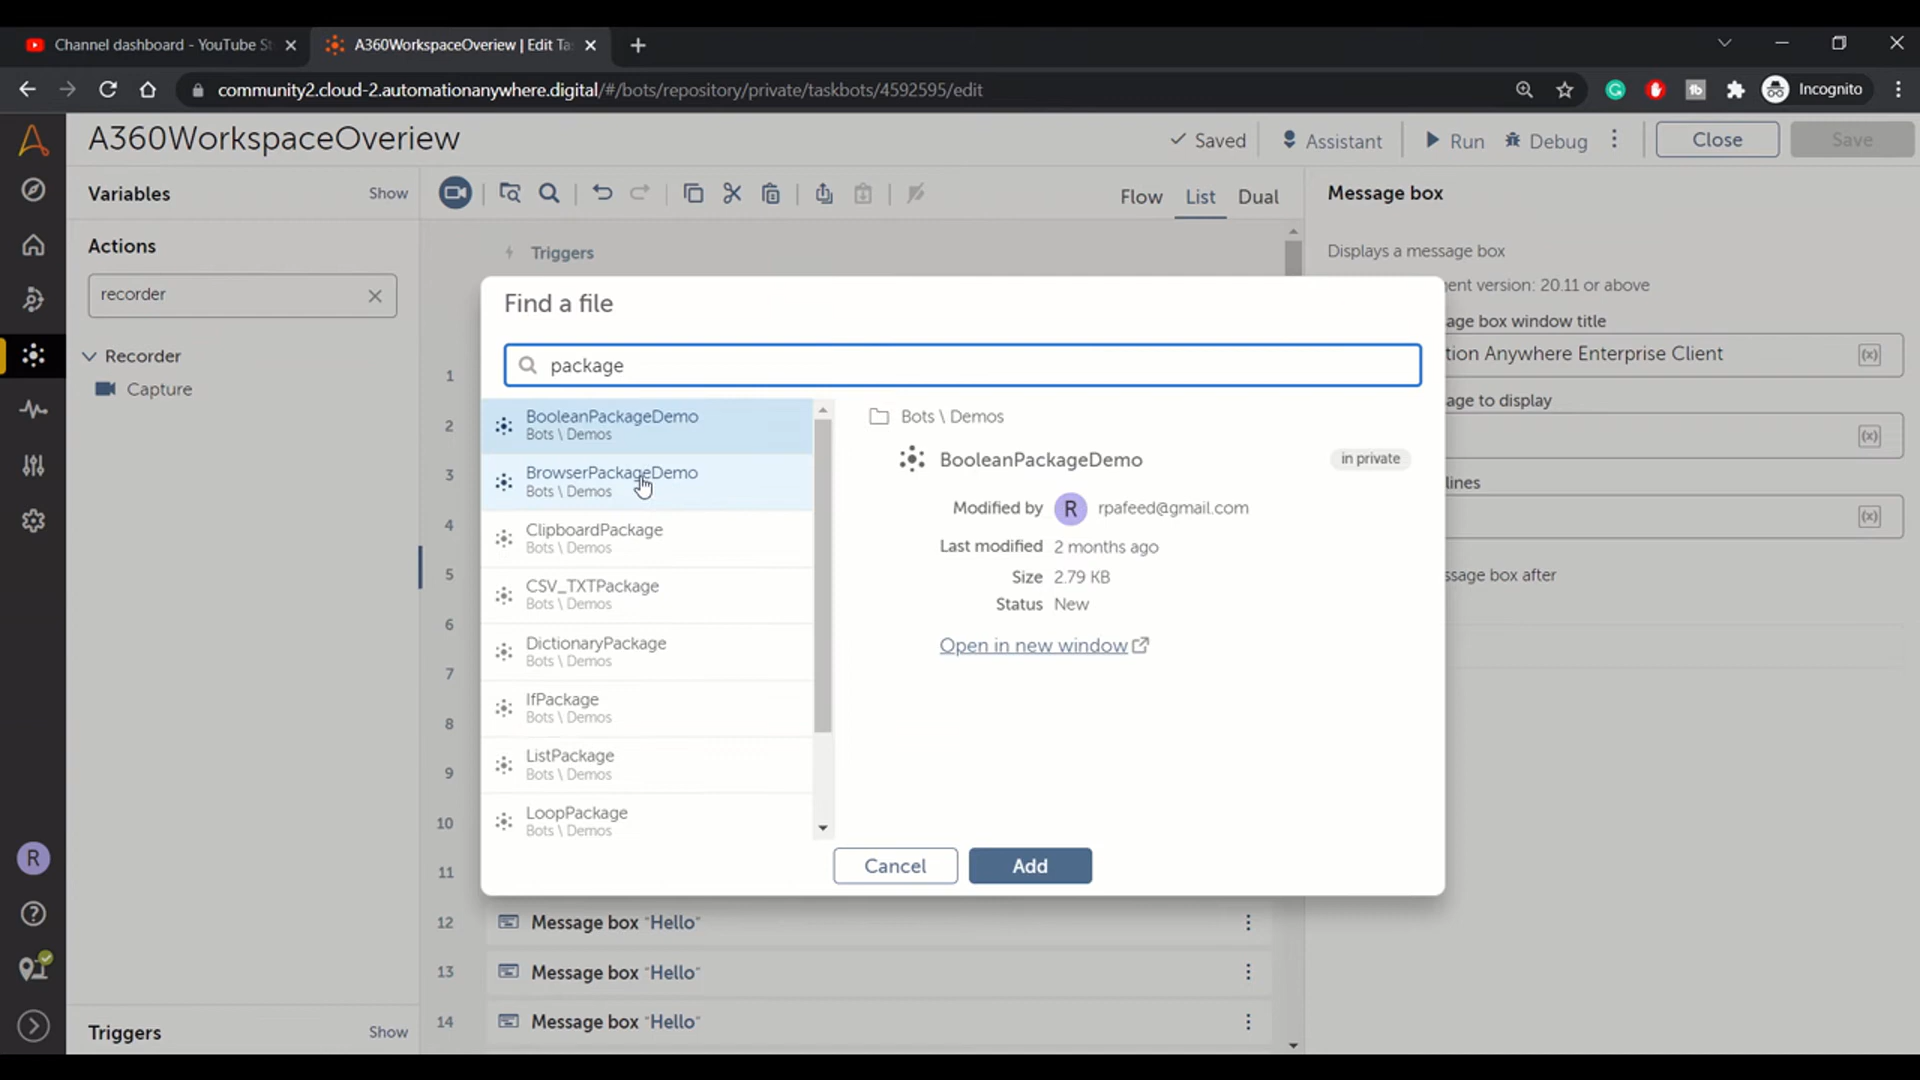 Channel dashboard - YouTube St
A360WorkspaceOveriew | Edit Ta
community2.cloud-2.automationanywhere.digital/#/bots/repository/private/taskbots/4592595/edit
Incognito
A360WorkspaceOveriew
Saved
Assistant
Run
Debug
Close
Save
Variables
Show
Flow
List
Dual
Message box
Actions
Triggers
Displays a message box
recorder
Find a file
ent version: 20.11 or above
age box window title
Recorder
package
tion Anywhere Enterprise Client
Capture
1
2
3
4
5
6
7
8
9
10
11
BooleanPackageDemo
Bots \ Demos
BrowserPackageDemo
Bots \ Demos
ClipboardPackage
Bots \ Demos
CSV_TXTPackage
Bots \ Demos
DictionaryPackage
Bots \ Demos
IfPackage
Bots \ Demos
ListPackage
Bots \ Demos
LoopPackage
Bots \ Demos
Bots \ Demos
BooleanPackageDemo
in private
Modified by R rpafeed@gmail.com
Last modified 2 months ago
Size 2.79 KB
Status New
Open in new window
Cancel
Add
age to display
lines
ssage box after
12 Message box "Hello"
13 Message box "Hello"
14 Message box "Hello"
R
Triggers
Show